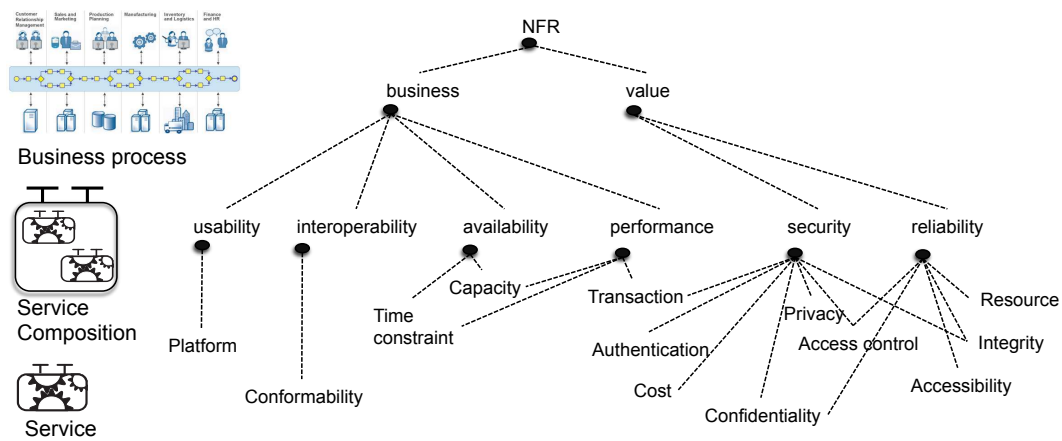 Customer
Relationship
Management
Sales and
Marketing
Production
Planning
Manufacturing
Inventory
and Logistics
Finance
and HR
Business process
Service
Composition
Service
NFR
business
value
usability
interoperability
availability
performance
security
reliability
Capacity
Transaction
Privacy
Resource
Time
constraint
Platform
Authentication
Access control
Integrity
Conformability
Cost
Confidentiality
Accessibility